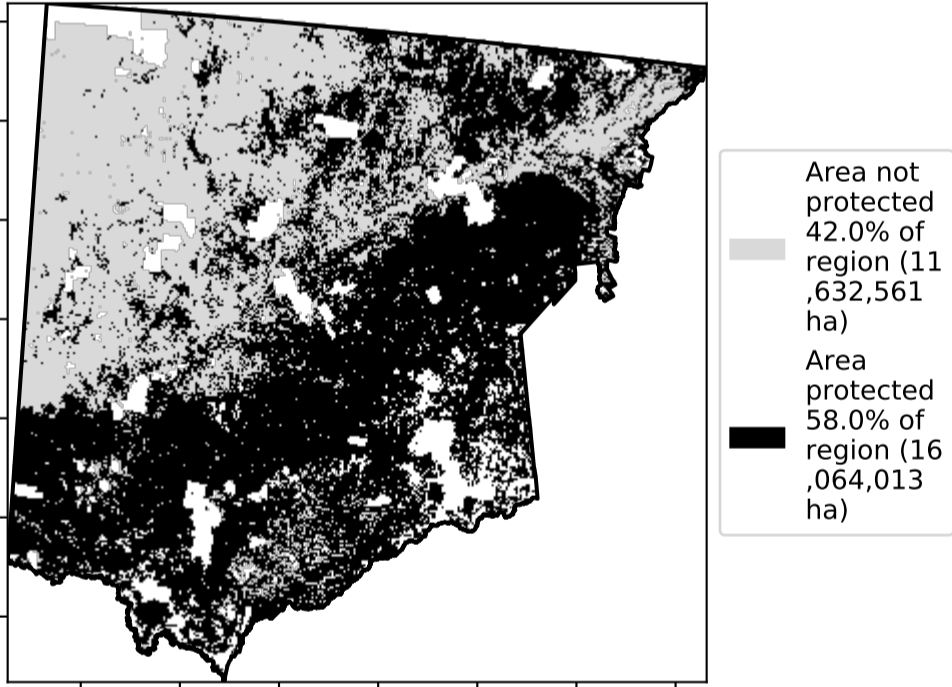 Area not
protected
42.0% of
region (11
,632,561
ha)
Area
protected
58.0% of
region (16
,064,013
ha)